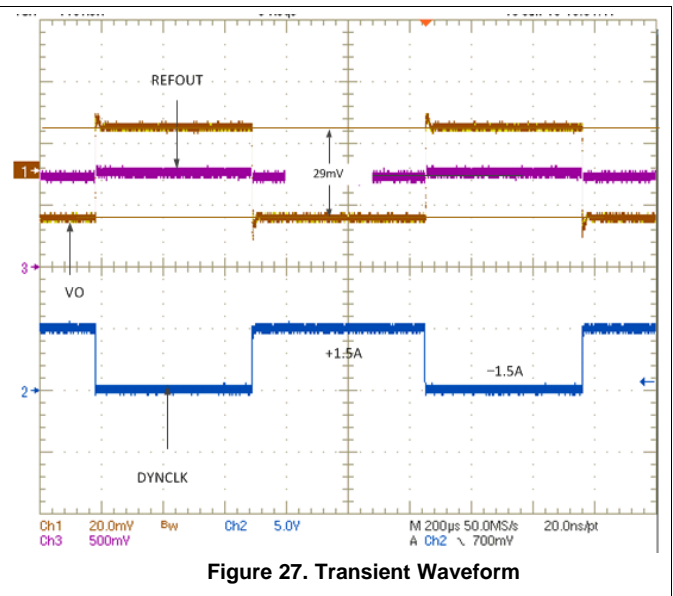 REFOUT
1
29mV
3
VO
+1.5A
−1.5A
2
DYNCLK
Ch1 20.0mV BW Ch2 5.0V M 200µs 50.0MS/s 20.0ns/pt
Ch3 500mV A Ch2 \ 700mV
Figure 27. Transient Waveform